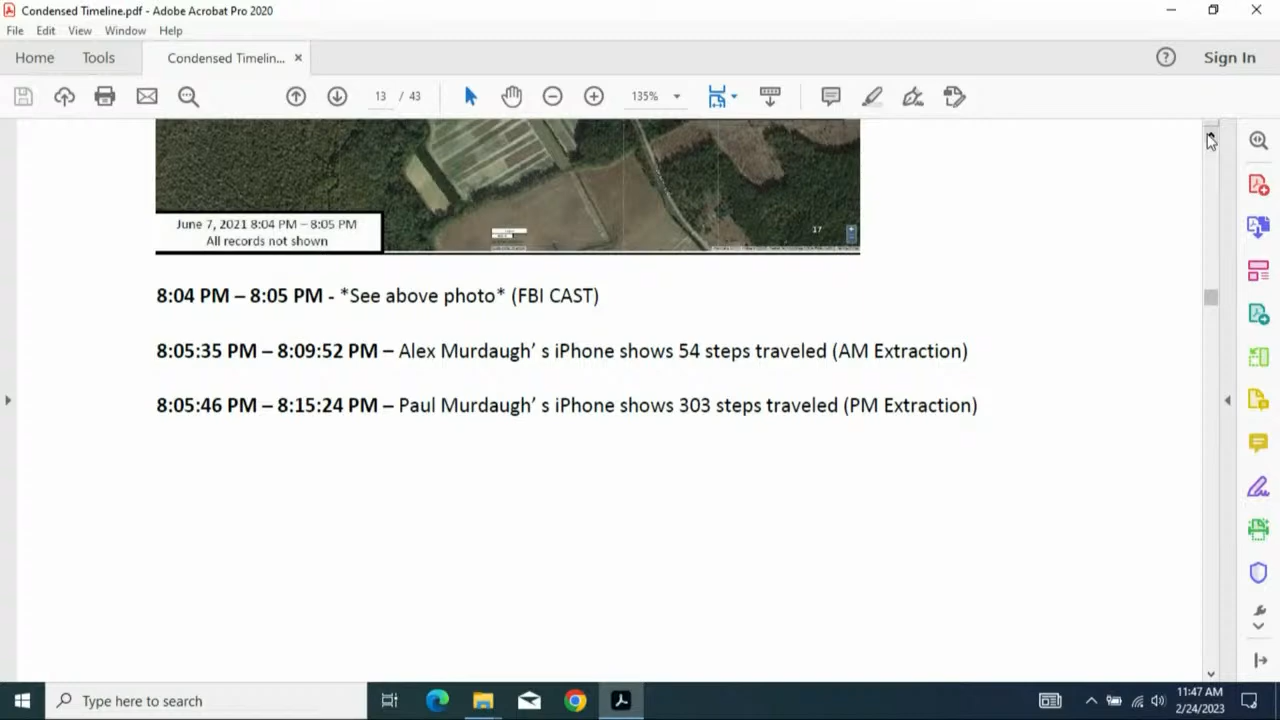 Condensed Timeline.pdf - Adobe Acrobat Pro 2020
File Edit View Window Help
Home Tools Condensed Timelin... × Sign In
13 / 43 135%
17
June 7, 2021 8:04 PM – 8:05 PM
All records not shown
8:04 PM – 8:05 PM - *See above photo* (FBI CAST)
8:05:35 PM – 8:09:52 PM – Alex Murdaugh’ s iPhone shows 54 steps traveled (AM Extraction)
8:05:46 PM – 8:15:24 PM – Paul Murdaugh’ s iPhone shows 303 steps traveled (PM Extraction)
Type here to search
11:47 AM
2/24/2023